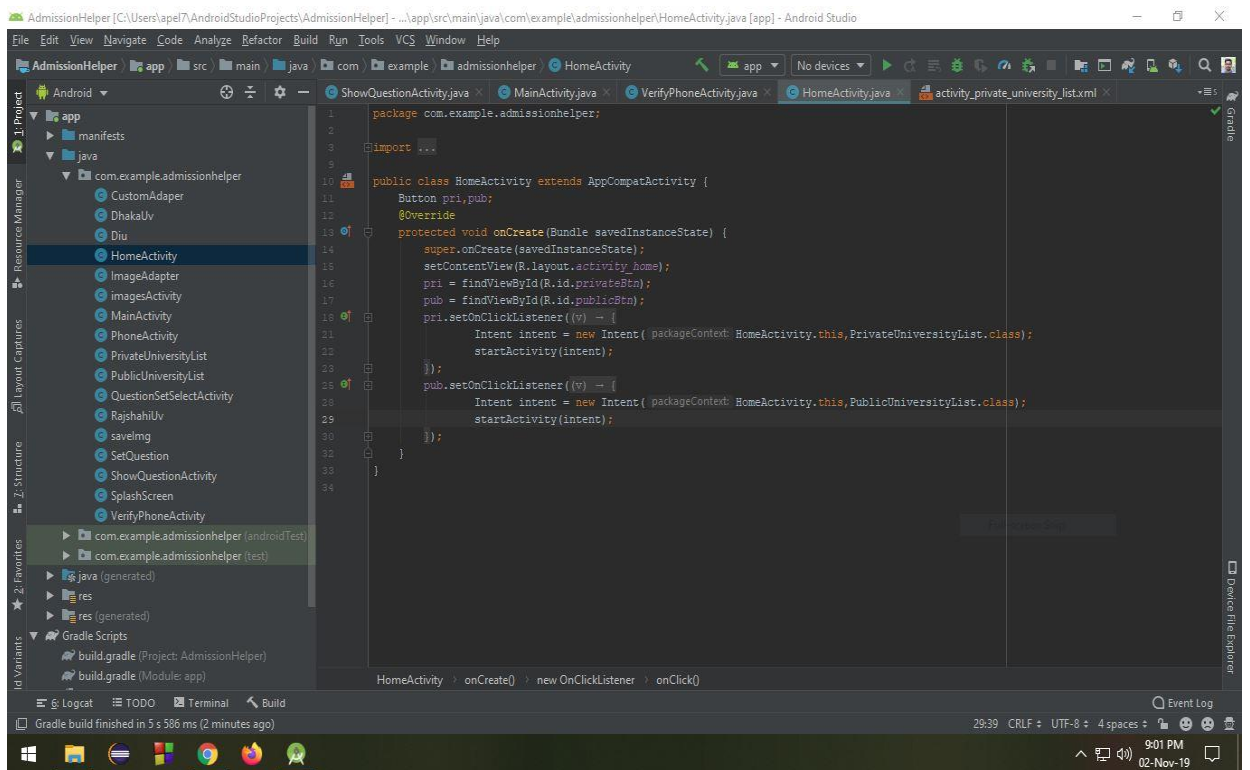 AdmissionHelper [C:\Users\apel7\AndroidStudioProjects\AdmissionHelper] - ...\app\src\main\java\com\example\admissionhelper\HomeActivity.java [app] - Android Studio
File Edit View Navigate Code Analyze Refactor Build Run Tools VCS Window Help
AdmissionHelper app src main java com example admissionhelper HomeActivity app No devices
Android
ShowQuestionActivity.java MainActivity.java VerifyPhoneActivity.java HomeActivity.java activity_private_university_list.xml
1: Project
Resource Manager
Layout Captures
7: Structure
2: Favorites
ld Variants
app
manifests
java
com.example.admissionhelper
CustomAdaper
DhakaUv
Diu
HomeActivity
ImageAdapter
imagesActivity
MainActivity
PhoneActivity
PrivateUniversityList
PublicUniversityList
QuestionSetSelectActivity
RajshahiUv
saveImg
SetQuestion
ShowQuestionActivity
SplashScreen
VerifyPhoneActivity
com.example.admissionhelper (androidTest)
com.example.admissionhelper (test)
java (generated)
res
res (generated)
Gradle Scripts
build.gradle (Project: AdmissionHelper)
build.gradle (Module: app)
1 package com.example.admissionhelper;
2
3 import ...
9
10 public class HomeActivity extends AppCompatActivity {
11 Button pri,pub;
12 @Override
13 protected void onCreate(Bundle savedInstanceState) {
14 super.onCreate(savedInstanceState);
15 setContentView(R.layout.activity_home);
16 pri = findViewById(R.id.privateBtn);
17 pub = findViewById(R.id.publicBtn);
18 pri.setOnClickListener((v) → {
21 Intent intent = new Intent( packageContext: HomeActivity.this,PrivateUniversityList.class);
22 startActivity(intent);
23 });
25 pub.setOnClickListener((v) → {
28 Intent intent = new Intent( packageContext: HomeActivity.this,PublicUniversityList.class);
29 startActivity(intent);
30 });
32 }
33 }
34
Gradle
Device File Explorer
HomeActivity onCreate() new OnClickListener onClick()
6: Logcat TODO Terminal Build Event Log
Gradle build finished in 5 s 586 ms (2 minutes ago) 29:39 CRLF UTF-8 4 spaces
9:01 PM
02-Nov-19